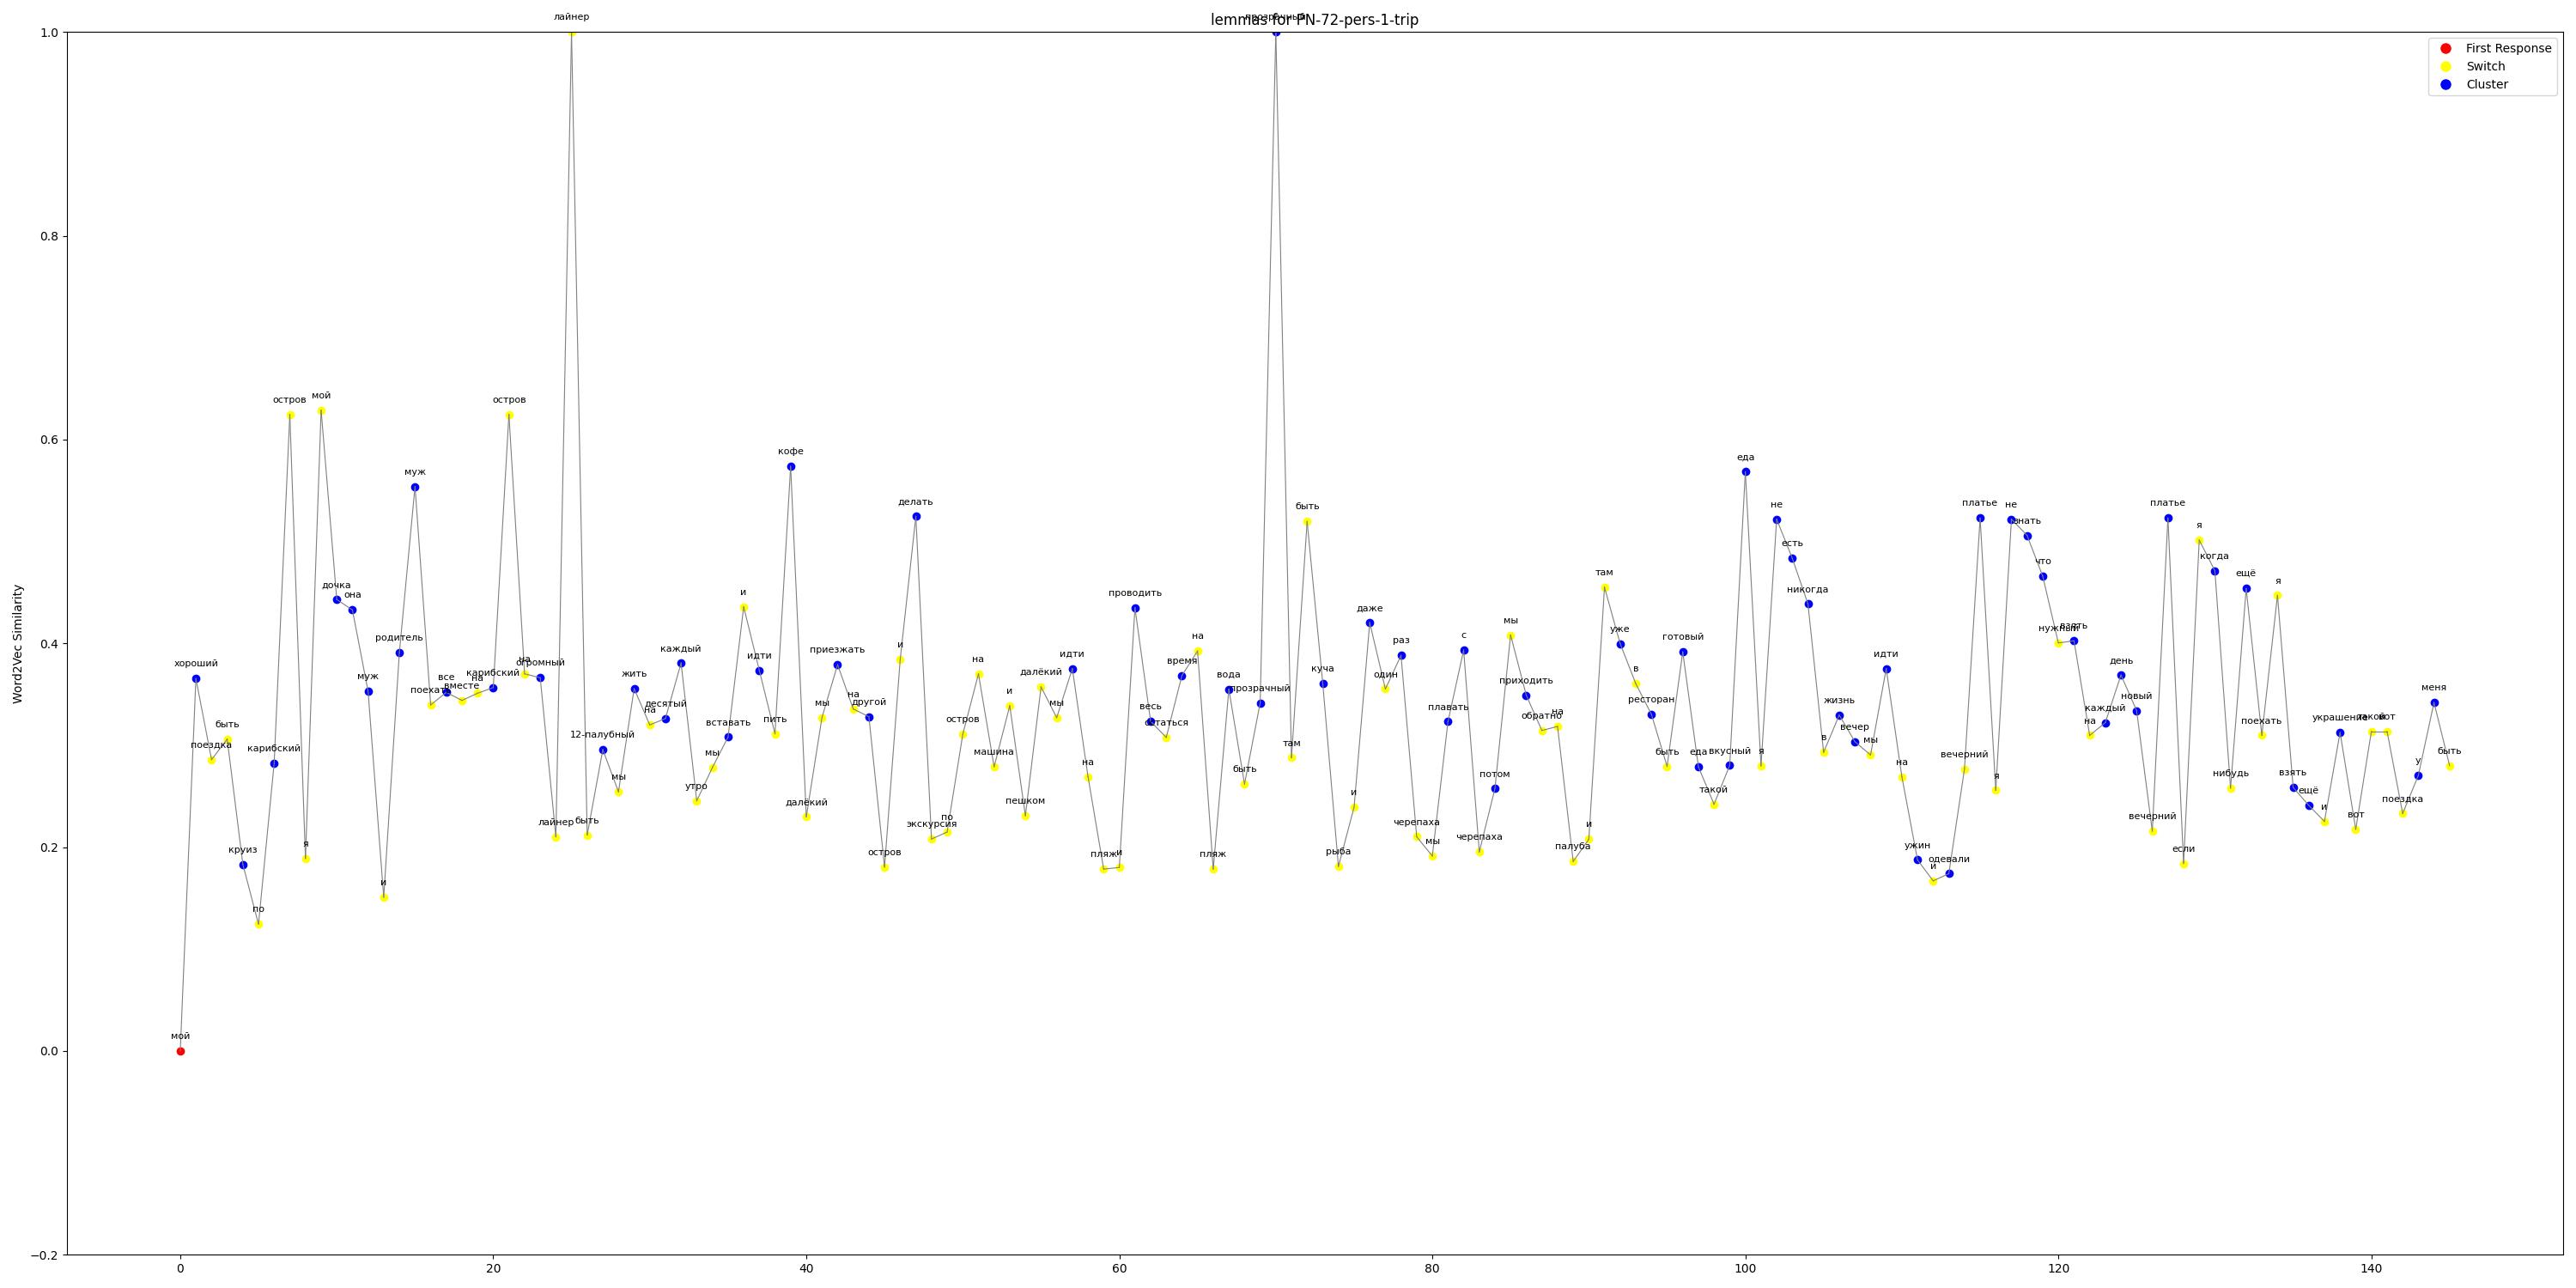 lemmas for PN-72-pers-1-trip
Word2Vec Similarity
1.0
0.8
0.6
0.4
0.2
0.0
−0.2
0
20
40
60
80
100
120
140
First Response
Switch
Cluster
мой
хороший
поездка
быть
круиз
по
карибский
остров
я
мой
дочка
она
муж
и
родитель
муж
поехать
все
вместе
на
карибский
остров
на
огромный
лайнер
лайнер
быть
12-палубный
мы
жить
на
десятый
каждый
утро
мы
вставать
и
идти
пить
кофе
далёкий
мы
приезжать
на
другой
остров
и
делать
экскурсия
по
остров
на
машина
и
пешком
далёкий
мы
идти
на
пляж
и
проводить
весь
остаться
время
на
пляж
вода
быть
прозрачный
прозрачный
там
быть
куча
рыба
и
даже
один
раз
черепаха
мы
плавать
с
черепаха
потом
мы
приходить
обратно
на
палуба
и
там
уже
в
ресторан
быть
готовый
еда
такой
вкусный
еда
я
не
есть
никогда
в
жизнь
вечер
мы
идти
на
ужин
и
одевали
вечерний
платье
я
не
знать
что
нужный
взять
на
каждый
день
новый
вечерний
платье
если
я
когда
нибудь
ещё
поехать
я
взять
ещё
и
украшение
вот
такой
вот
поездка
у
меня
быть